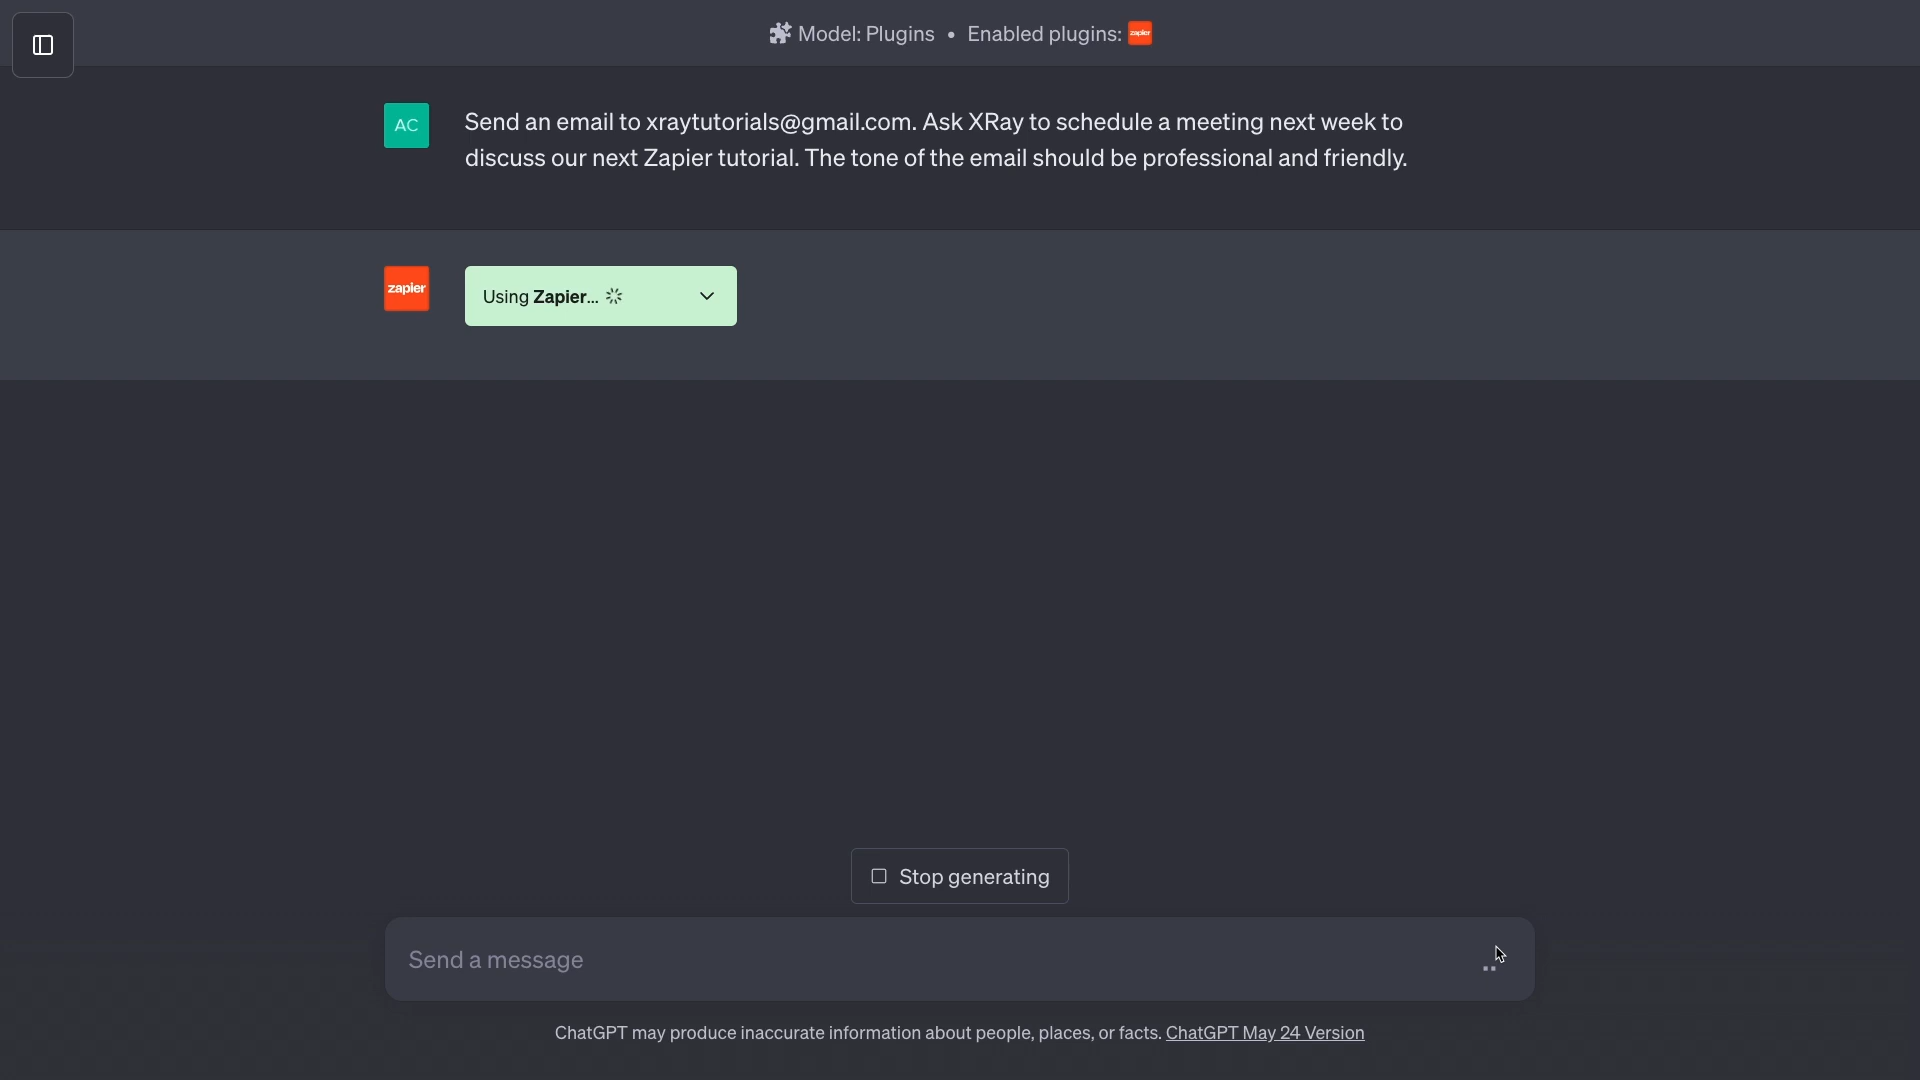 Model: Plugins • Enabled plugins: zapier
AC
Send an email to xraytutorials@gmail.com. Ask XRay to schedule a meeting next week to
discuss our next Zapier tutorial. The tone of the email should be professional and friendly.
zapier
Using Zapier...
Stop generating
Send a message
ChatGPT may produce inaccurate information about people, places, or facts. ChatGPT May 24 Version